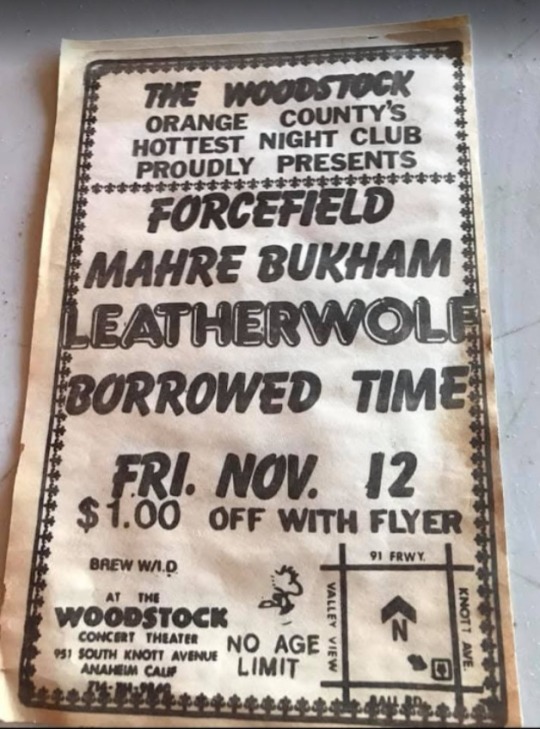 THE WOODSTOCK
ORANGE COUNTY'S
HOTTEST NIGHT CLUB
PROUDLY PRESENTS
FORCEFIELD
MAHRE BUKHAM
LEATHERWOLF
BORROWED TIME
FRI. NOV. 12
$1.00 OFF WITH FLYER
BREW W/I.D
AT THE
WOODSTOCK
CONCERT THEATER
951 SOUTH KNOTT AVENUE
ANAHEIM CALIF
NO AGE
LIMIT
91 FRWY.
VALLEY VIEW
N
KNOTT AVE.
BALL RD.